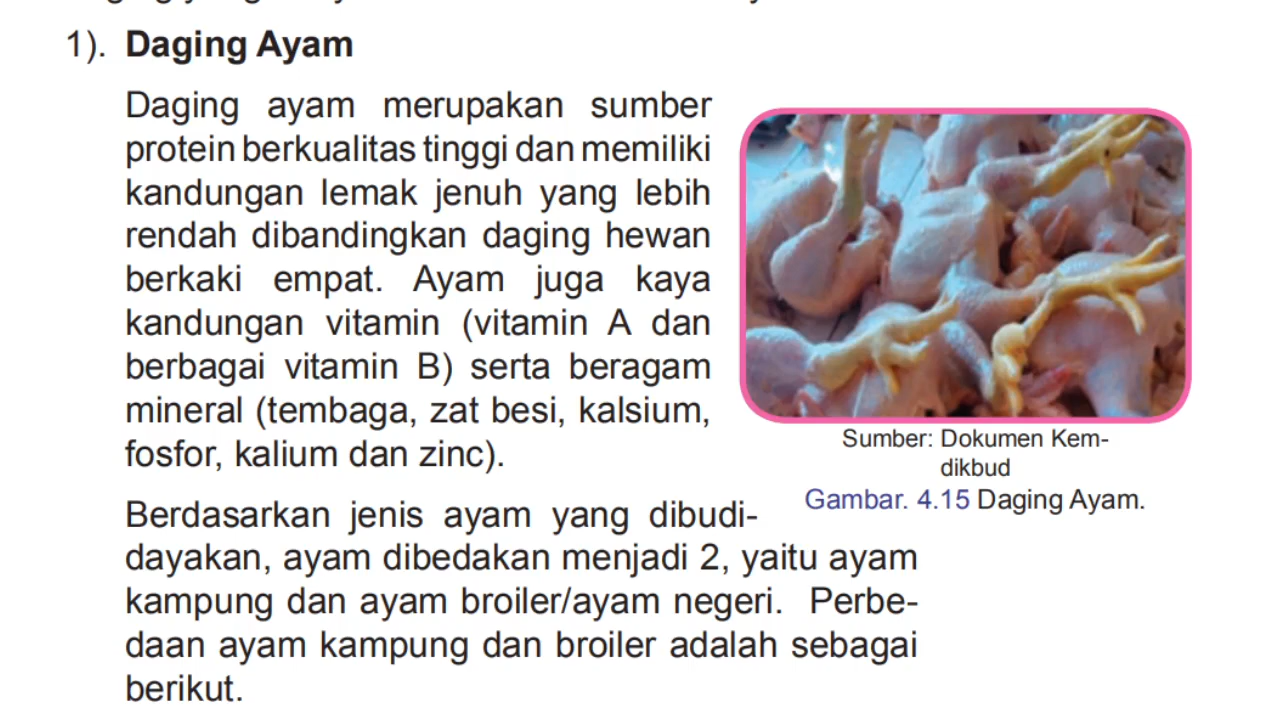 1). Daging Ayam
Daging ayam merupakan sumber
protein berkualitas tinggi dan memiliki
kandungan lemak jenuh yang lebih
rendah dibandingkan daging hewan
berkaki empat. Ayam juga kaya
kandungan vitamin (vitamin A dan
berbagai vitamin B) serta beragam
mineral (tembaga, zat besi, kalsium,
fosfor, kalium dan zinc).
Sumber: Dokumen Kem-
dikbud
Gambar. 4.15 Daging Ayam.
Berdasarkan jenis ayam yang dibudi-
dayakan, ayam dibedakan menjadi 2, yaitu ayam
kampung dan ayam broiler/ayam negeri. Perbe-
daan ayam kampung dan broiler adalah sebagai
berikut.